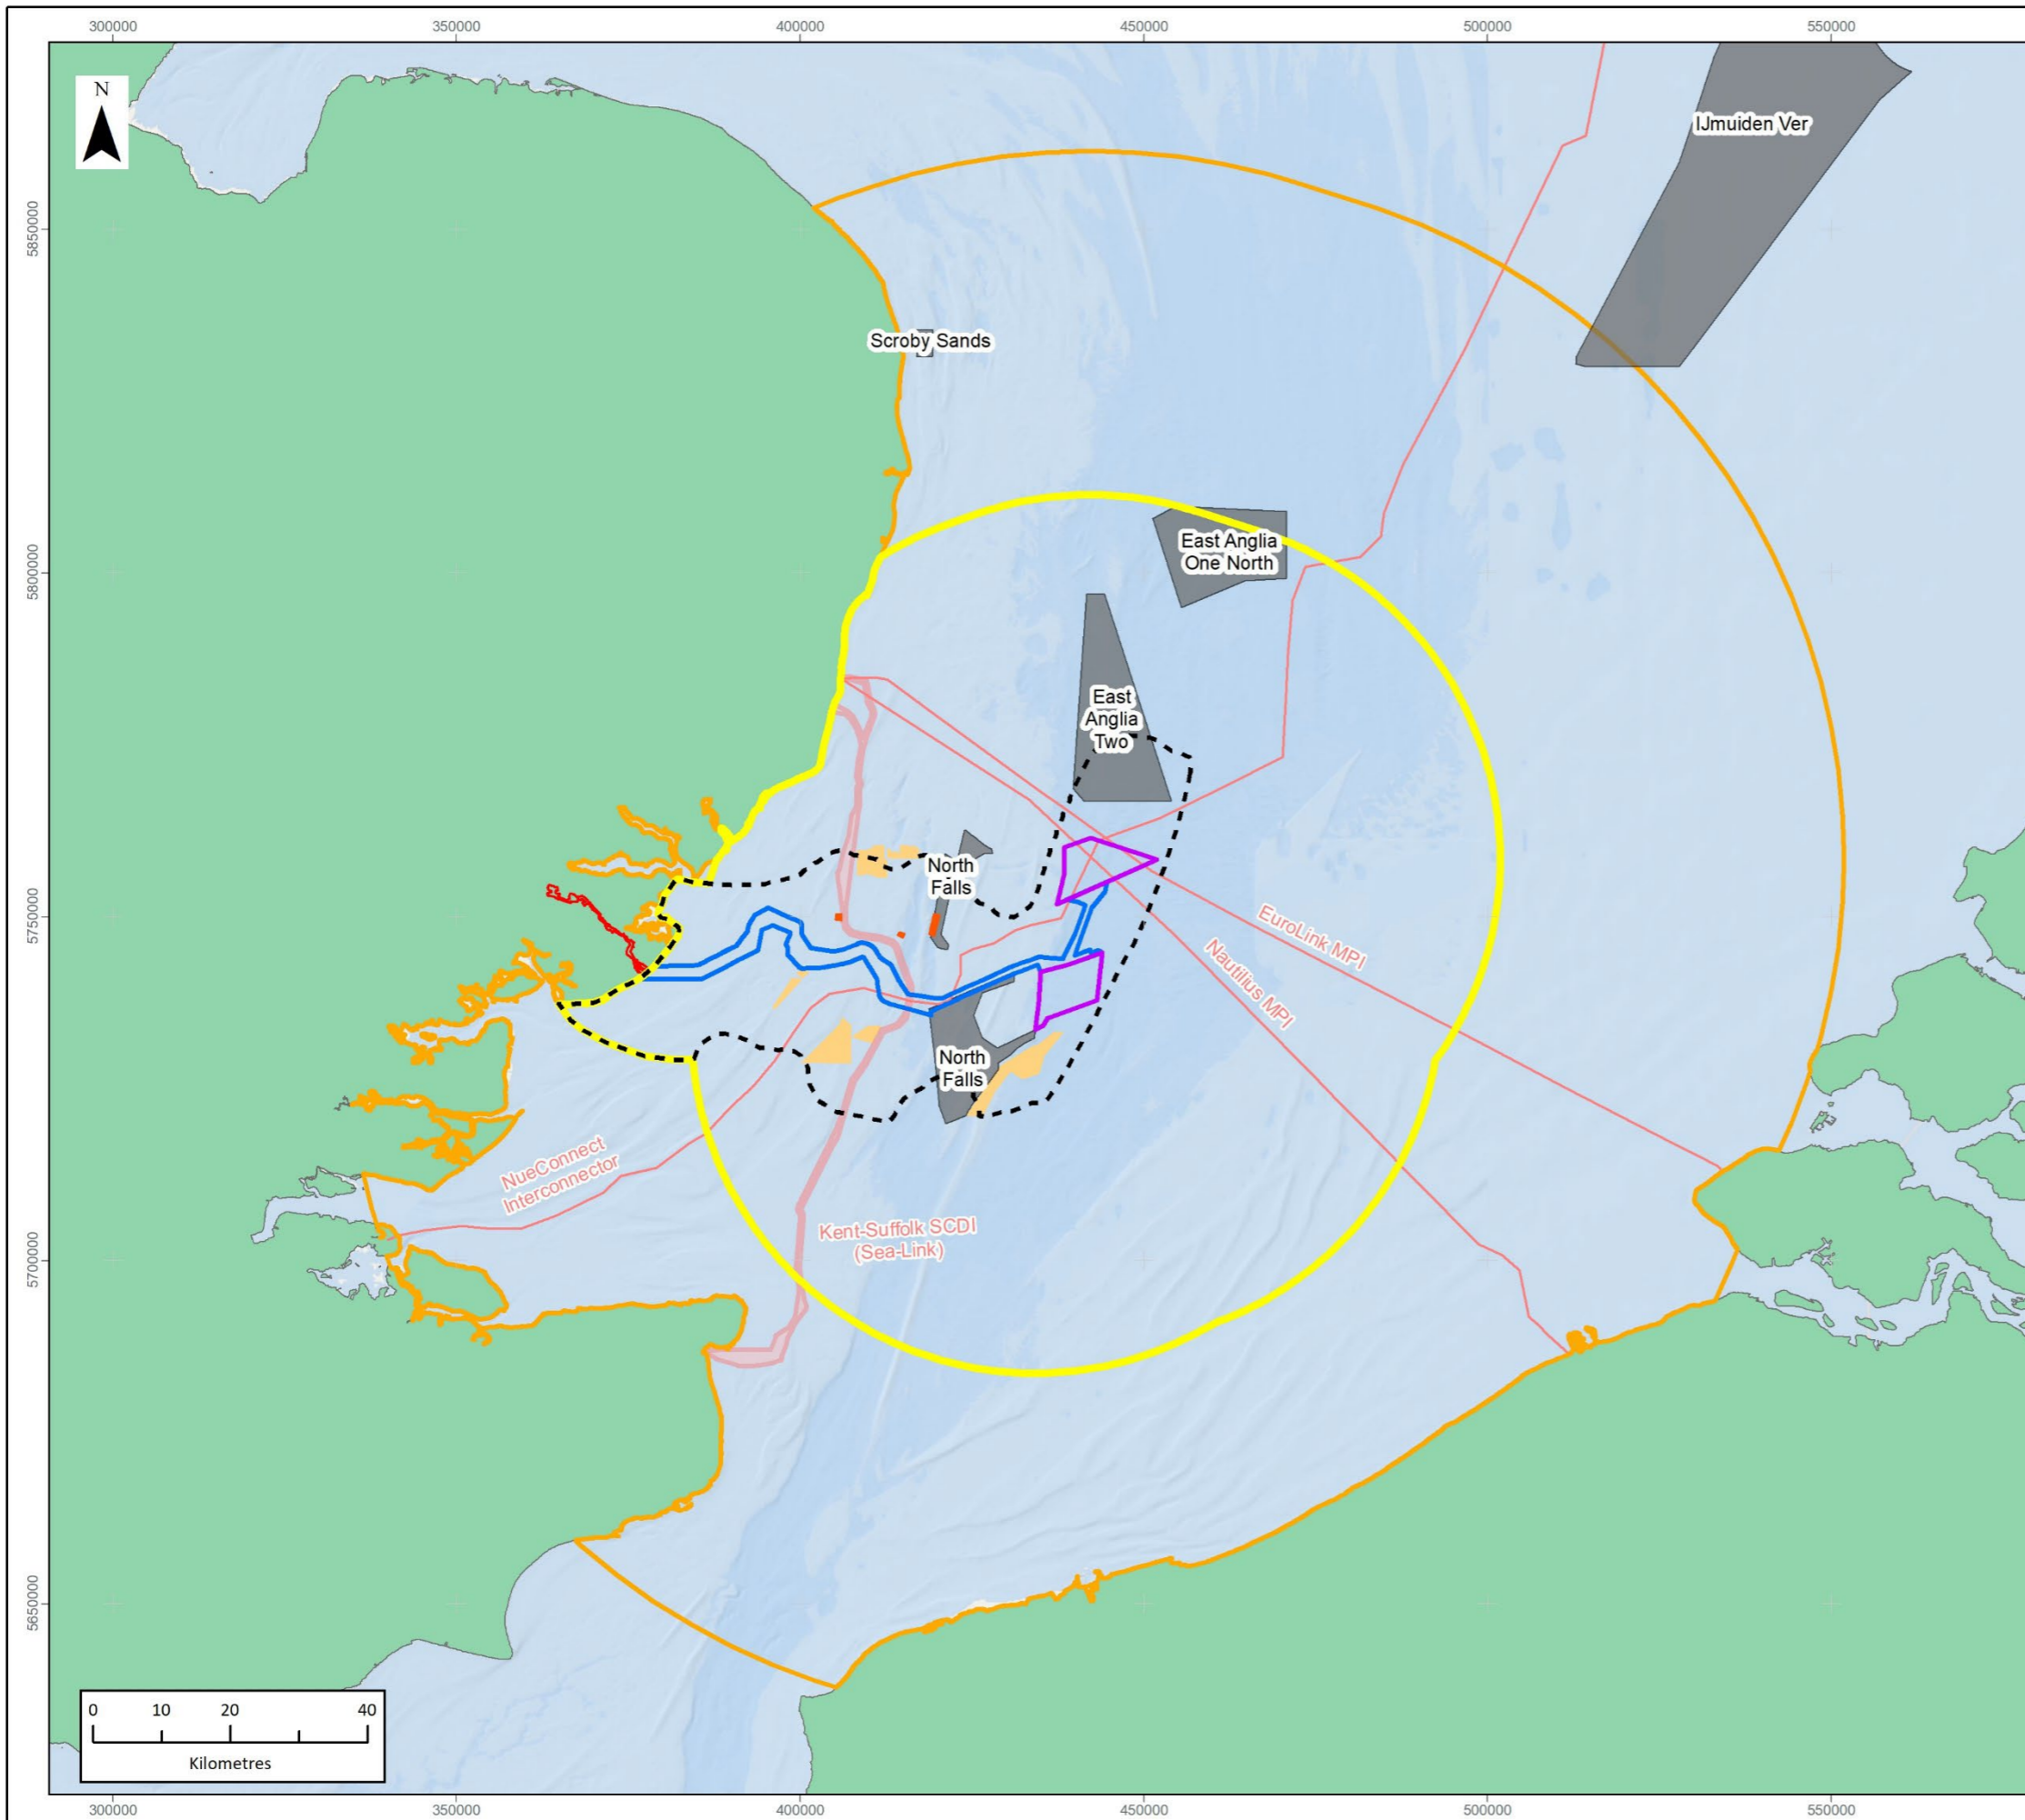 300000
350000
400000
450000
500000
550000
N
IJmuiden Ver
5850000
Scroby Sands
East Anglia
One North
5800000
East
Anglia
Two
North
Falls
5750000
EuroLink MPI
Nautilius MPI
North
Falls
NueConnect
Interconnector
Kent-Suffolk SCDI
(Sea-Link)
5700000
5650000
0 10 20 40
Kilometres
300000
350000
400000
450000
500000
550000